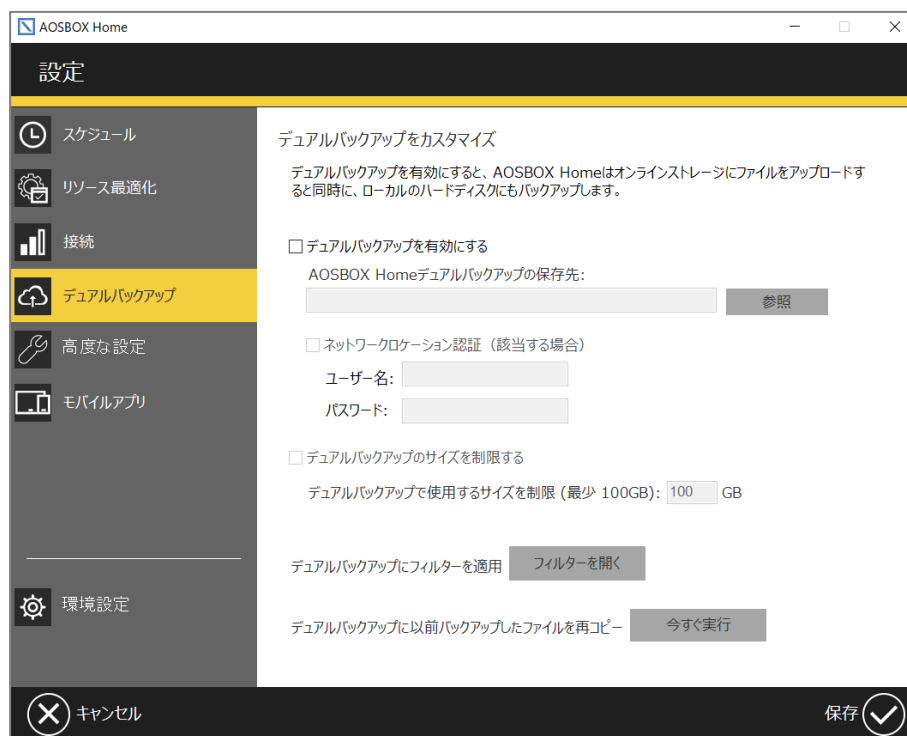 AOSBOX Home
設定
スケジュール
リソース最適化
接続
デュアルバックアップ
高度な設定
モバイルアプリ
環境設定
デュアルバックアップをカスタマイズ
デュアルバックアップを有効にすると、AOSBOX Homeはオンラインストレージにファイルをアップロードす
ると同時に、ローカルのハードディスクにもバックアップします。
デュアルバックアップを有効にする
AOSBOX Homeデュアルバックアップの保存先:
参照
ネットワークロケーション認証（該当する場合）
ユーザー名:
パスワード:
デュアルバックアップのサイズを制限する
デュアルバックアップで使用するサイズを制限 (最少 100GB): 100 GB
デュアルバックアップにフィルターを適用 フィルターを開く
デュアルバックアップに以前バックアップしたファイルを再コピー 今すぐ実行
キャンセル
保存